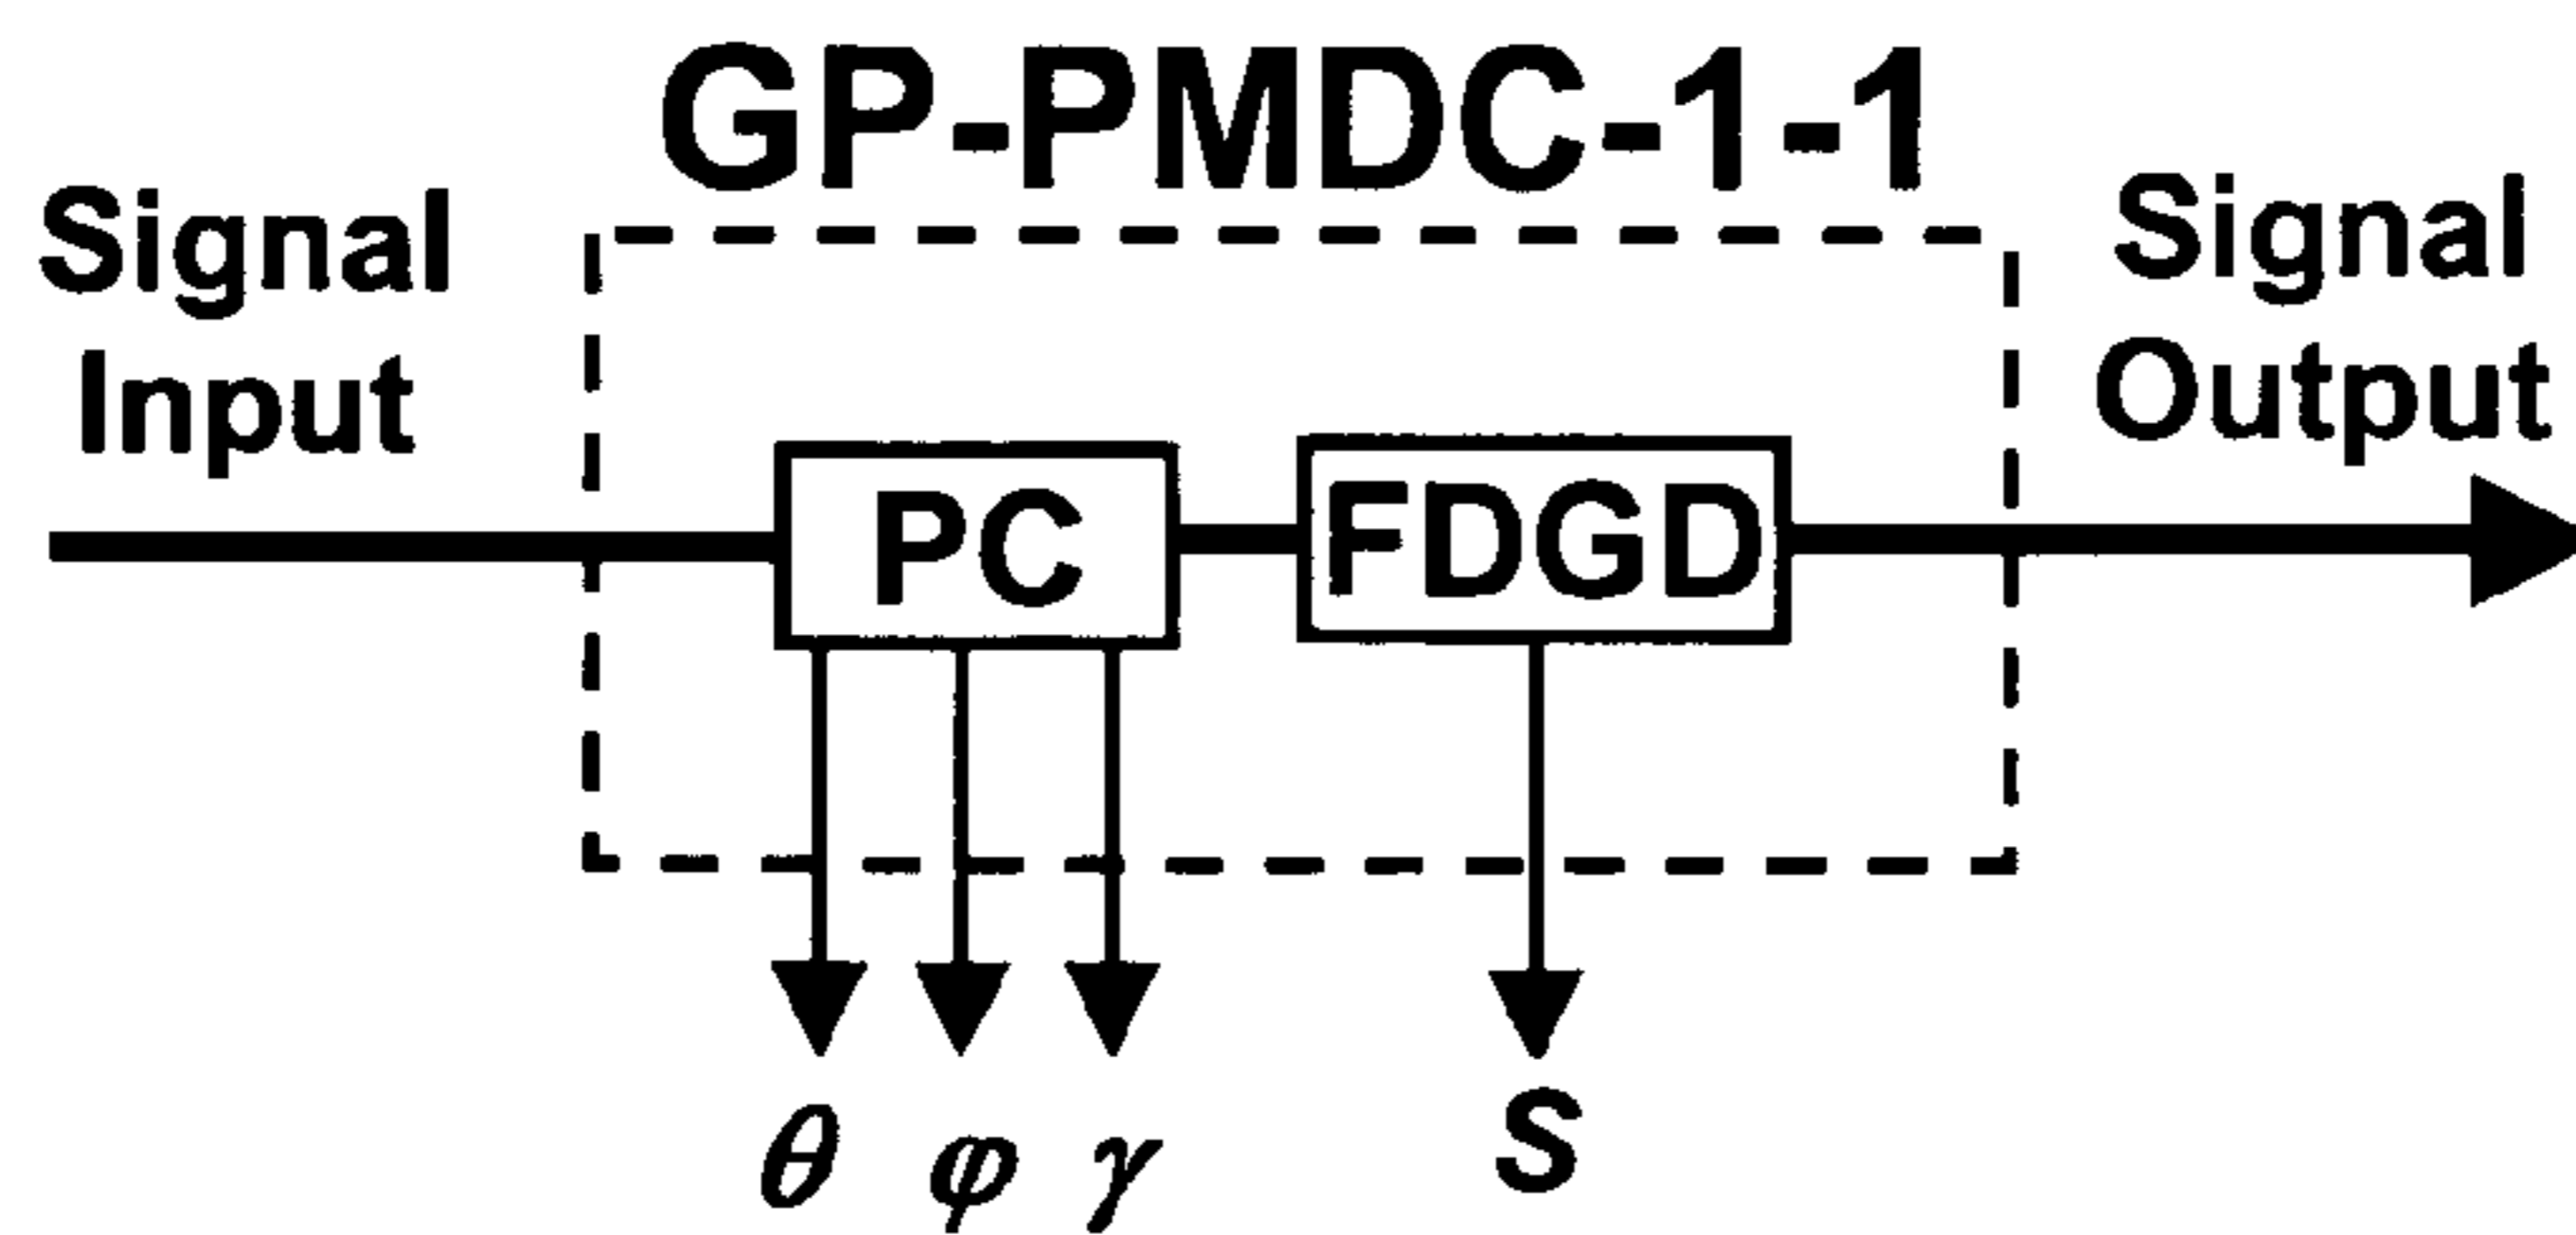 GP-PMDC-1-1
Signal
Input
Signal
Output
PC
FDGD
θ φ γ
S